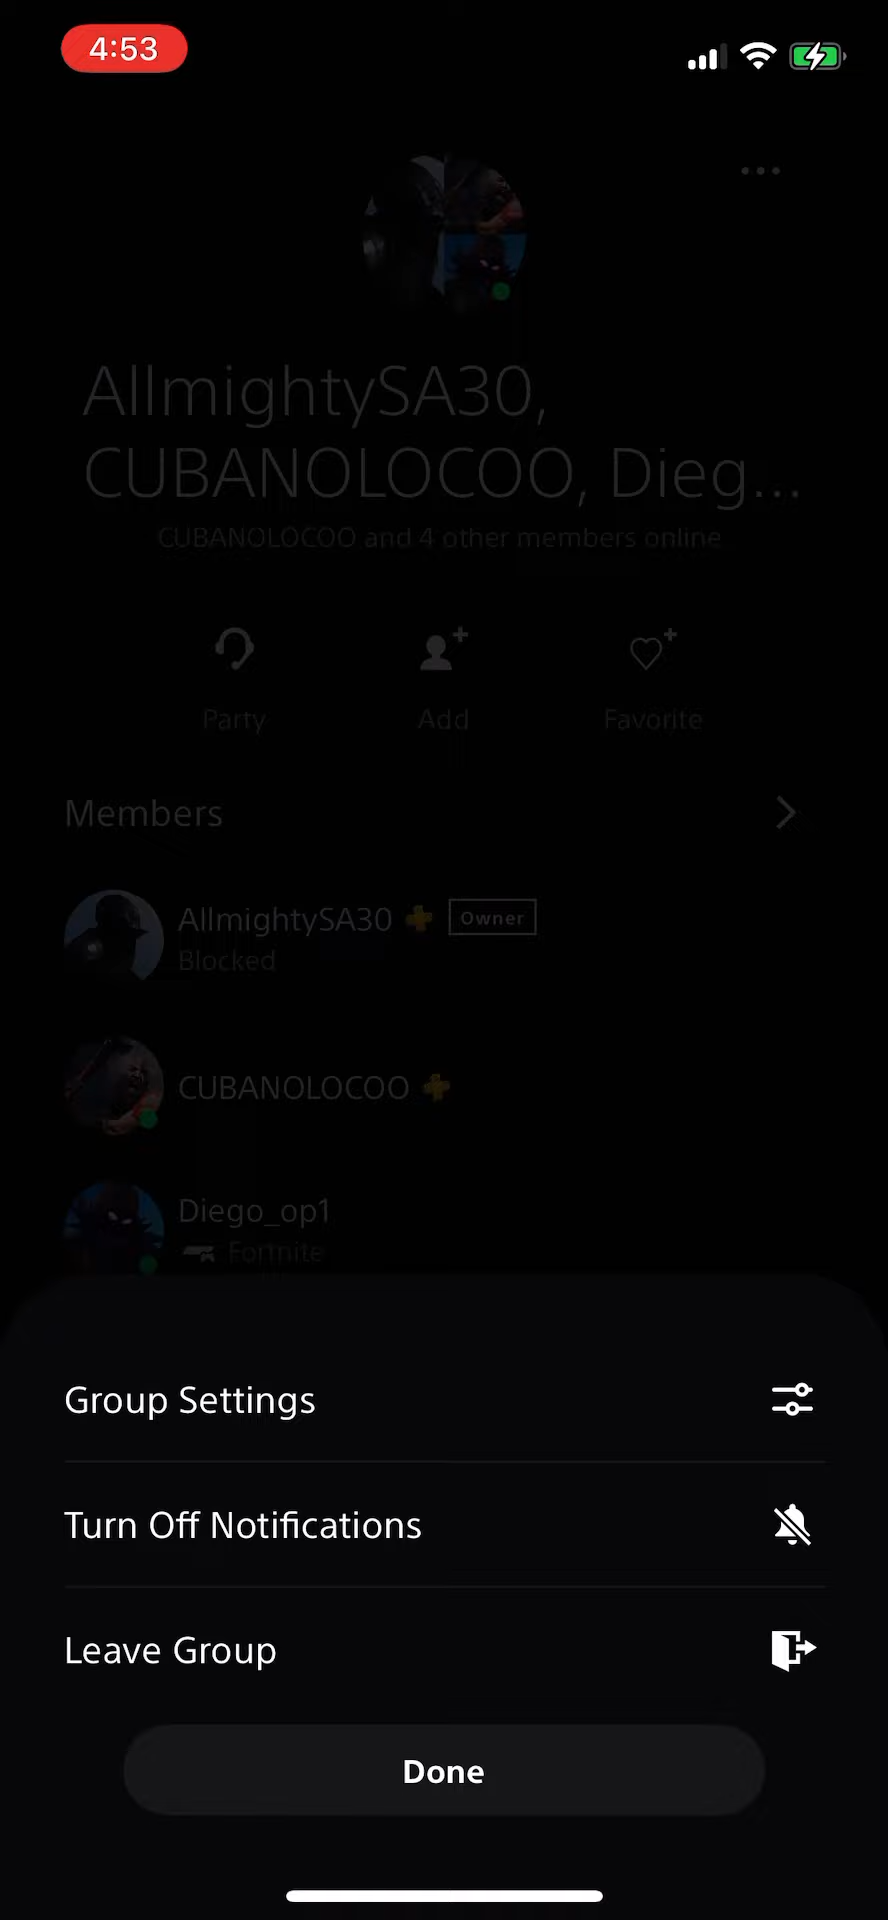 4:53
AllmightySA30,
CUBANOLOCOO, Dieg...
CUBANOLOCOO and 4 other members online
Party
Add
Favorite
Members
AllmightySA30
Owner
Blocked
CUBANOLOCOO
Diego_op1
Fortnite
Group Settings
Turn Off Notifications
Leave Group
Done